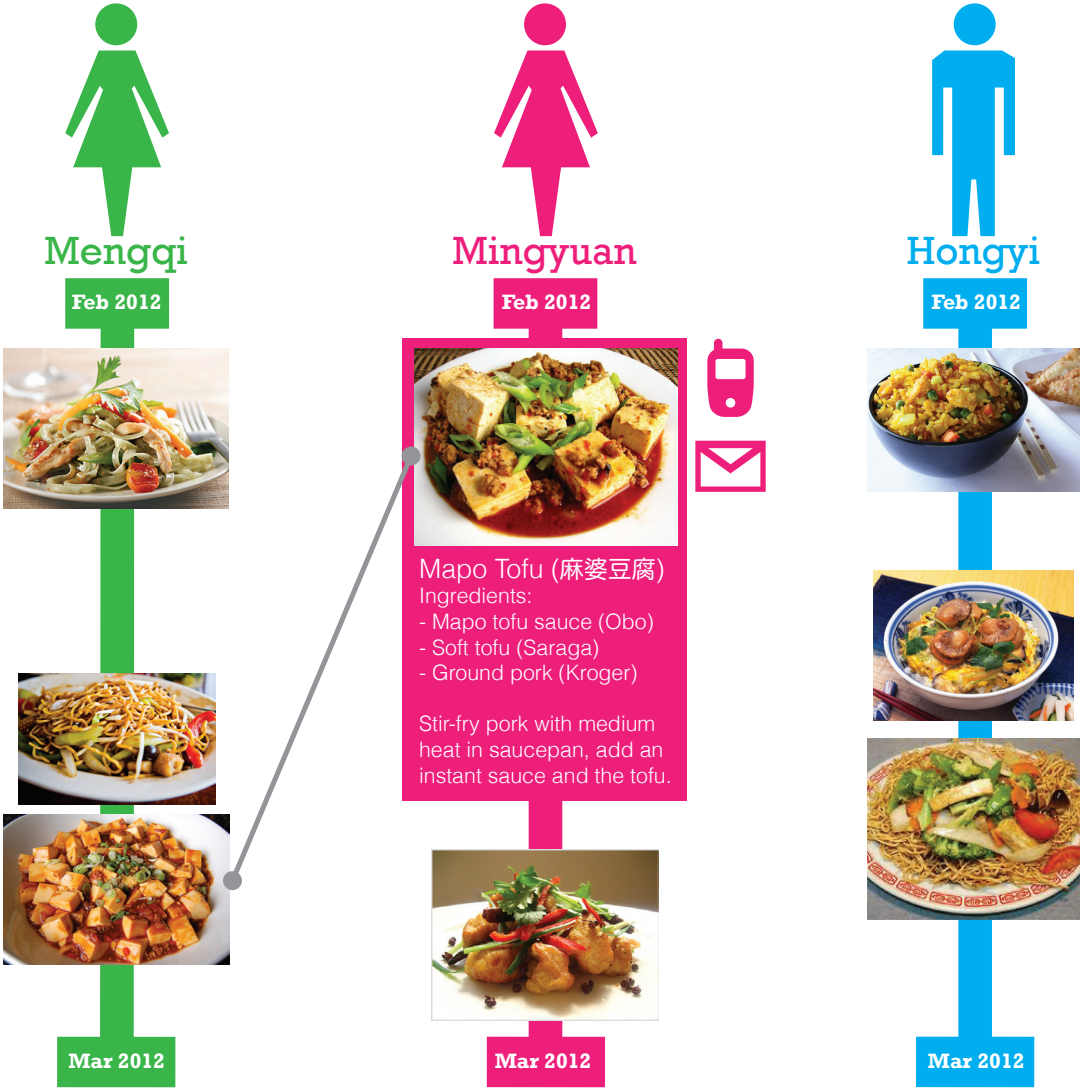 Mengqi
Mingyuan
Hongyi
Feb 2012
Feb 2012
Feb 2012
Mapo Tofu (麻婆豆腐)
Ingredients:
- Mapo tofu sauce (Obo)
- Soft tofu (Saraga)
- Ground pork (Kroger)
Stir-fry pork with medium
heat in saucepan, add an
instant sauce and the tofu.
Mar 2012
Mar 2012
Mar 2012